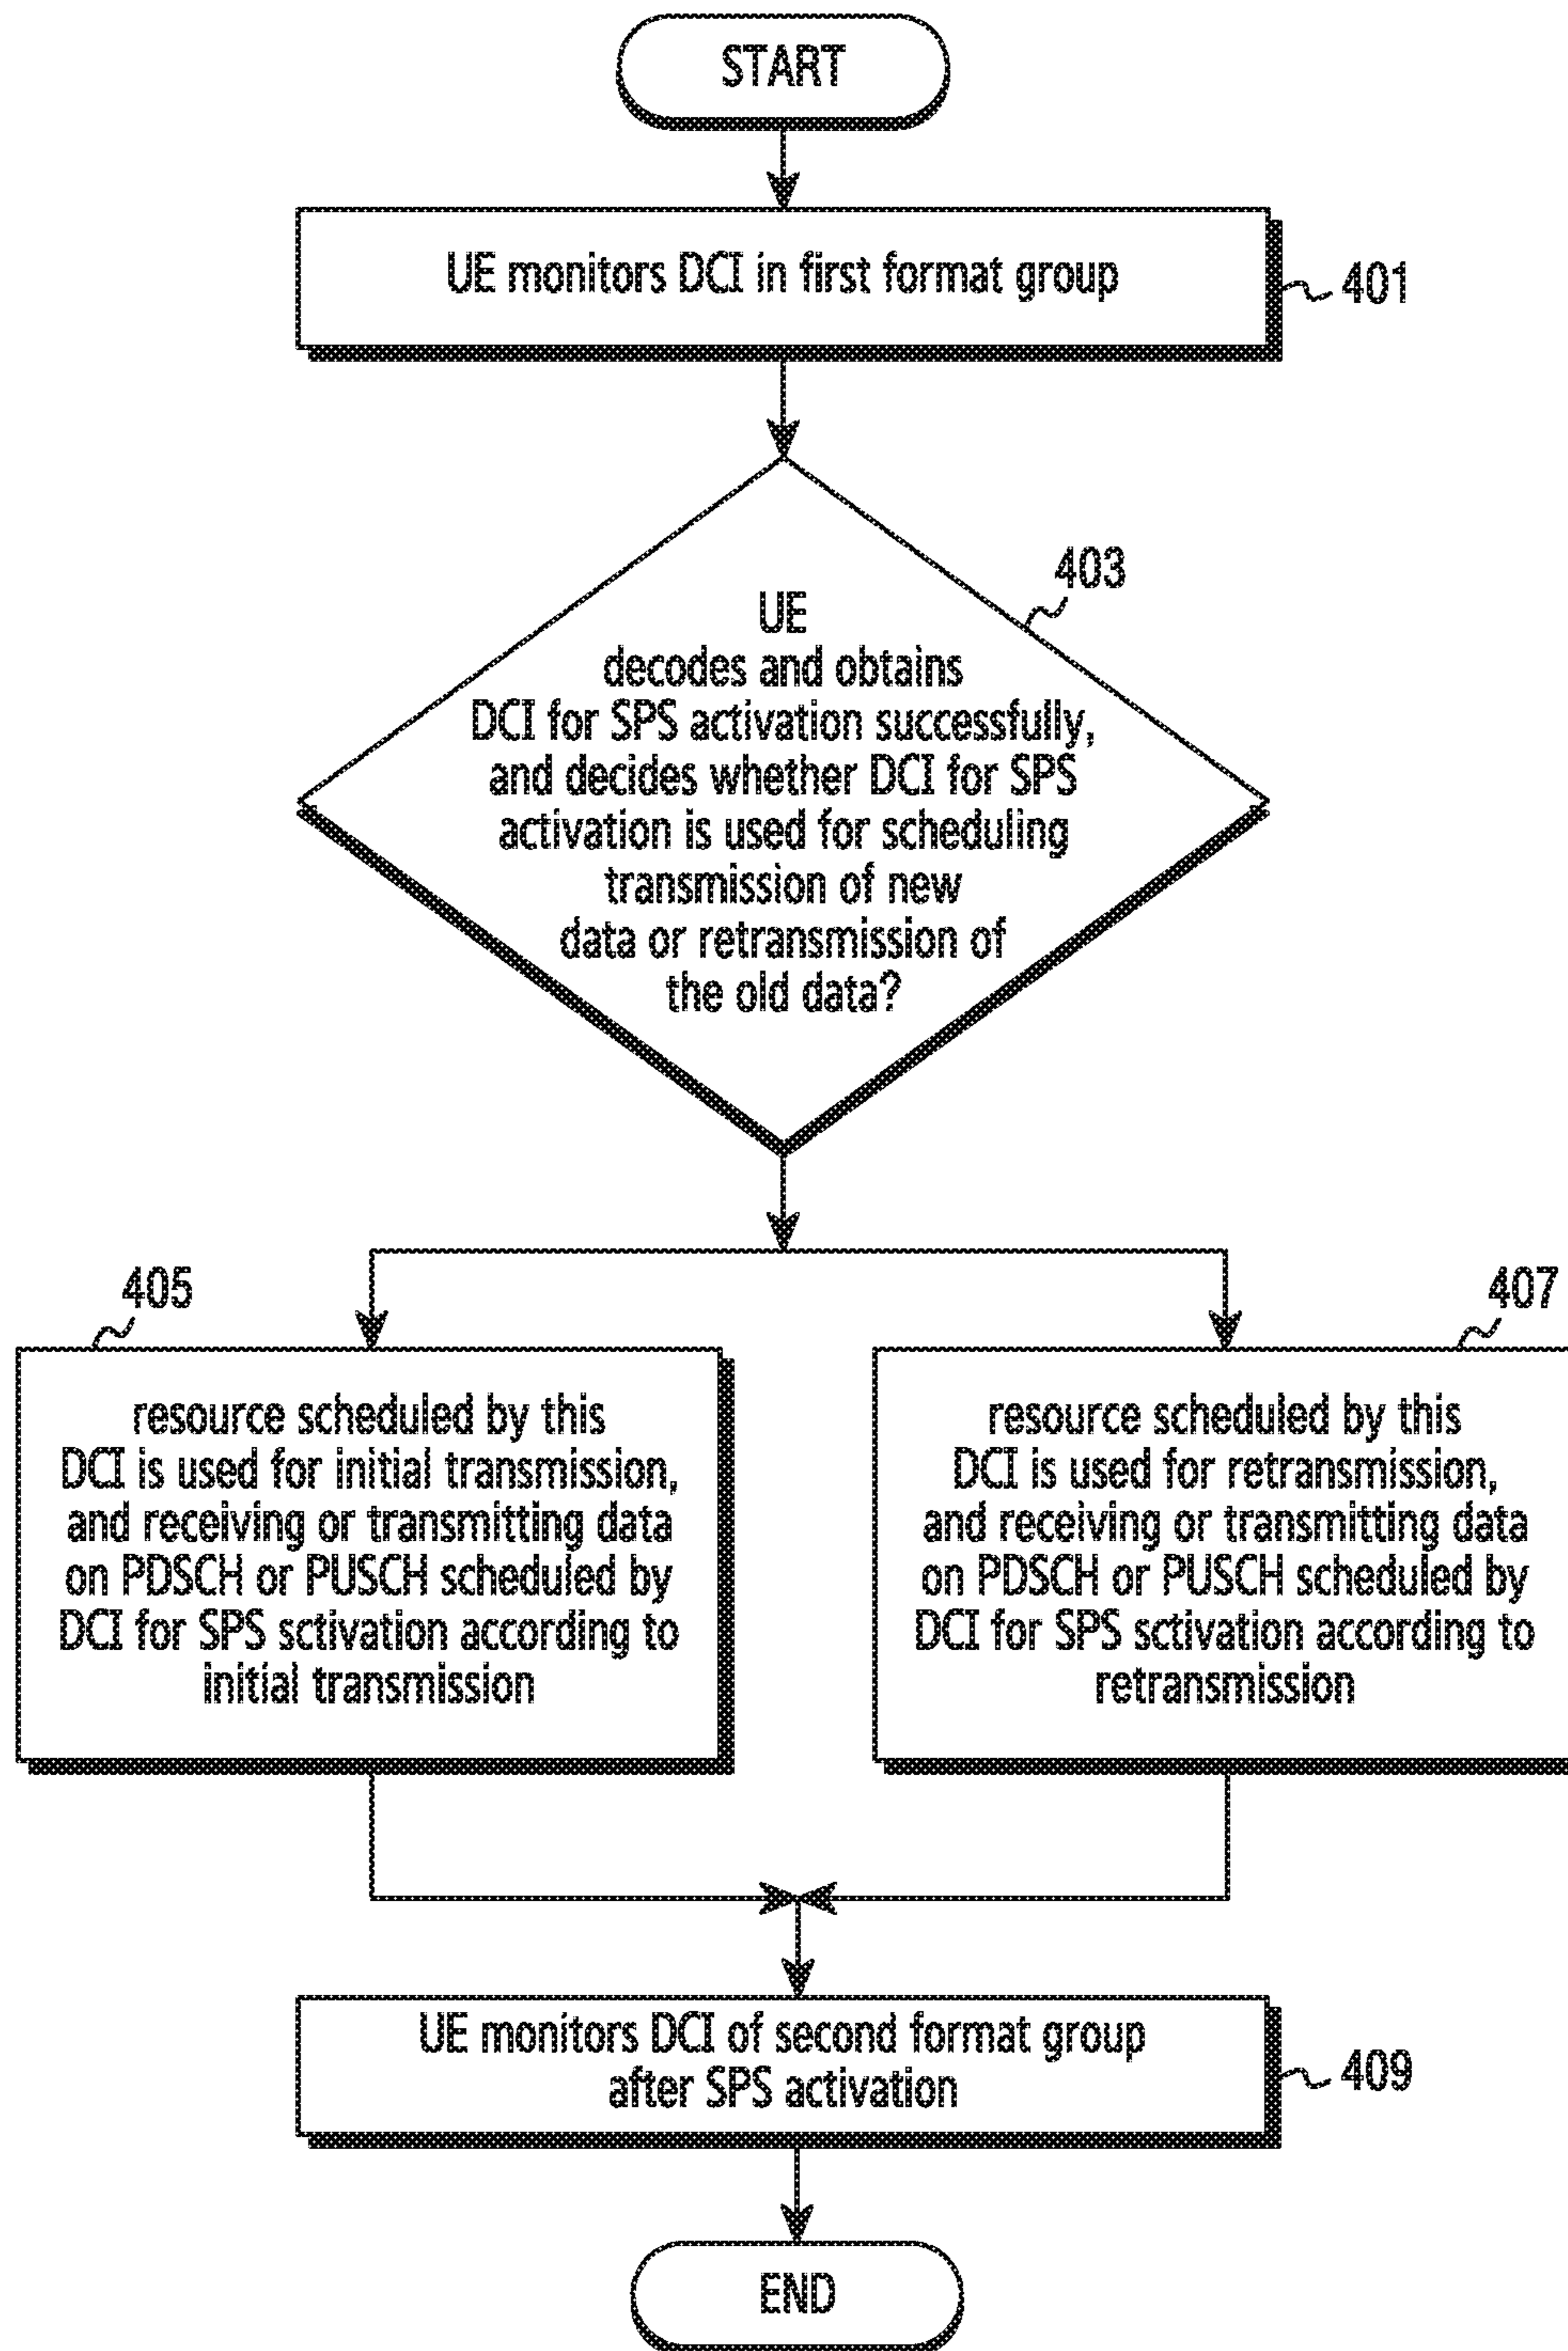 START
UE monitors DCI in first format group
401
403
UE
decodes and obtains
DCI for SPS activation successfully,
and decides whether DCI for SPS
activation is used for scheduling
transmission of new
data or retransmission of
the old data?
405
resource scheduled by this
DCI is used for initial transmission,
and receiving or transmitting data
on PDSCH or PUSCH scheduled by
DCI for SPS sctivation according to
initial transmission
407
resource scheduled by this
DCI is used for retransmission,
and receiving or transmitting data
on PDSCH or PUSCH scheduled by
DCI for SPS sctivation according to
retransmission
UE monitors DCI of second format group
after SPS activation
409
END